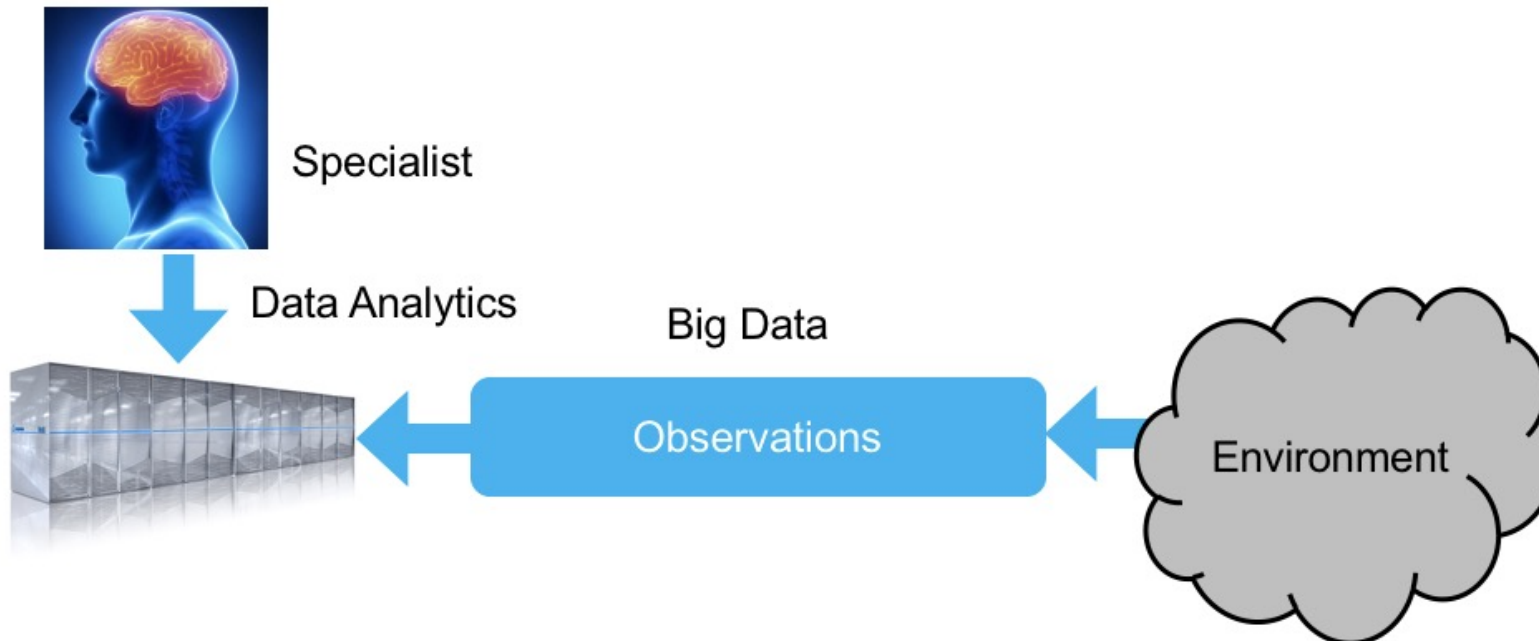 Specialist
Data Analytics
Big Data
Observations
Environment